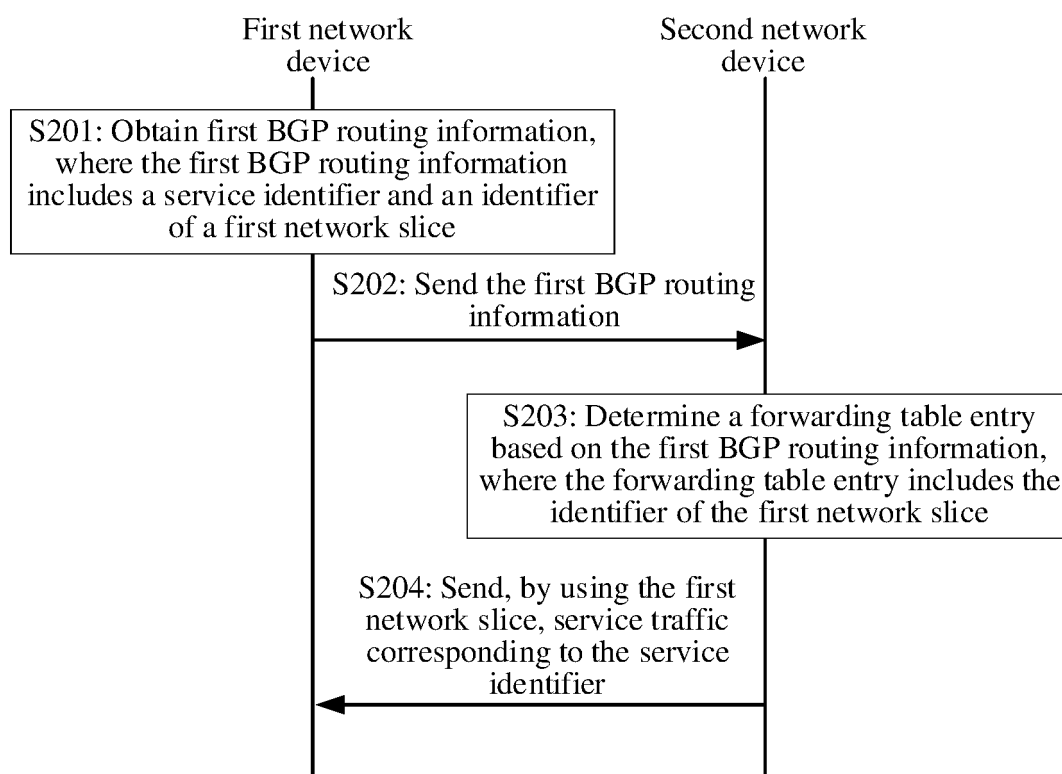 First network
device
Second network
device
S201: Obtain first BGP routing information,
where the first BGP routing information
includes a service identifier and an identifier
of a first network slice
S202: Send the first BGP routing
information
S203: Determine a forwarding table entry
based on the first BGP routing information,
where the forwarding table entry includes the
identifier of the first network slice
S204: Send, by using the first
network slice, service traffic
corresponding to the service
identifier